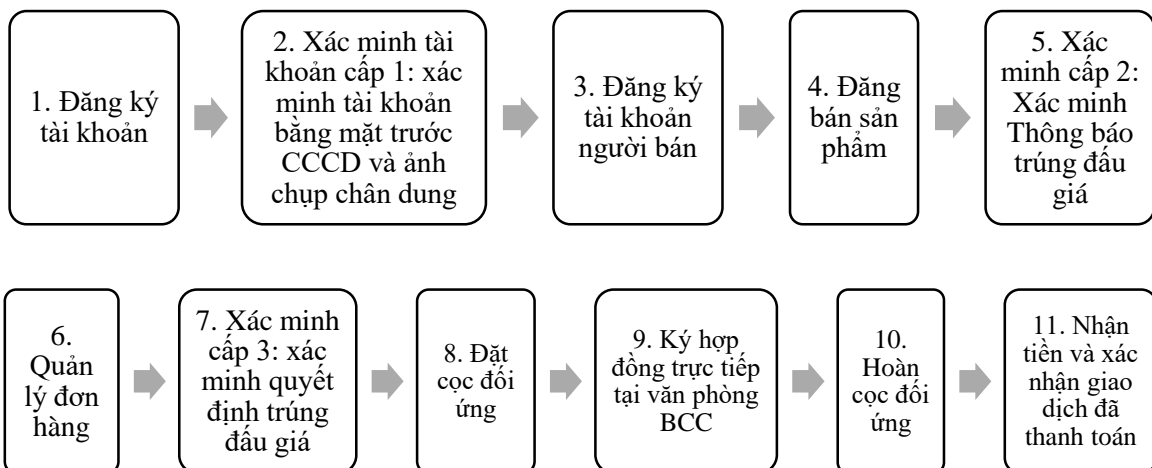 1. Đăng ký
tài khoản
2. Xác minh tài
khoản cấp 1: xác
minh tài khoản
bằng mặt trước
CCCD và ảnh
chụp chân dung
3. Đăng ký
tài khoản
người bán
4. Đăng
bán sản
phẩm
5. Xác
minh cấp 2:
Xác minh
Thông báo
trúng đấu
giá
6.
Quản
lý đơn
hàng
7. Xác minh
cấp 3: xác
minh quyết
định trúng
đấu giá
8. Đặt
cọc đối
ứng
9. Ký hợp
đồng trực tiếp
tại văn phòng
BCC
10.
Hoàn
cọc đối
ứng
11. Nhận
tiền và xác
nhận giao
dịch đã
thanh toán